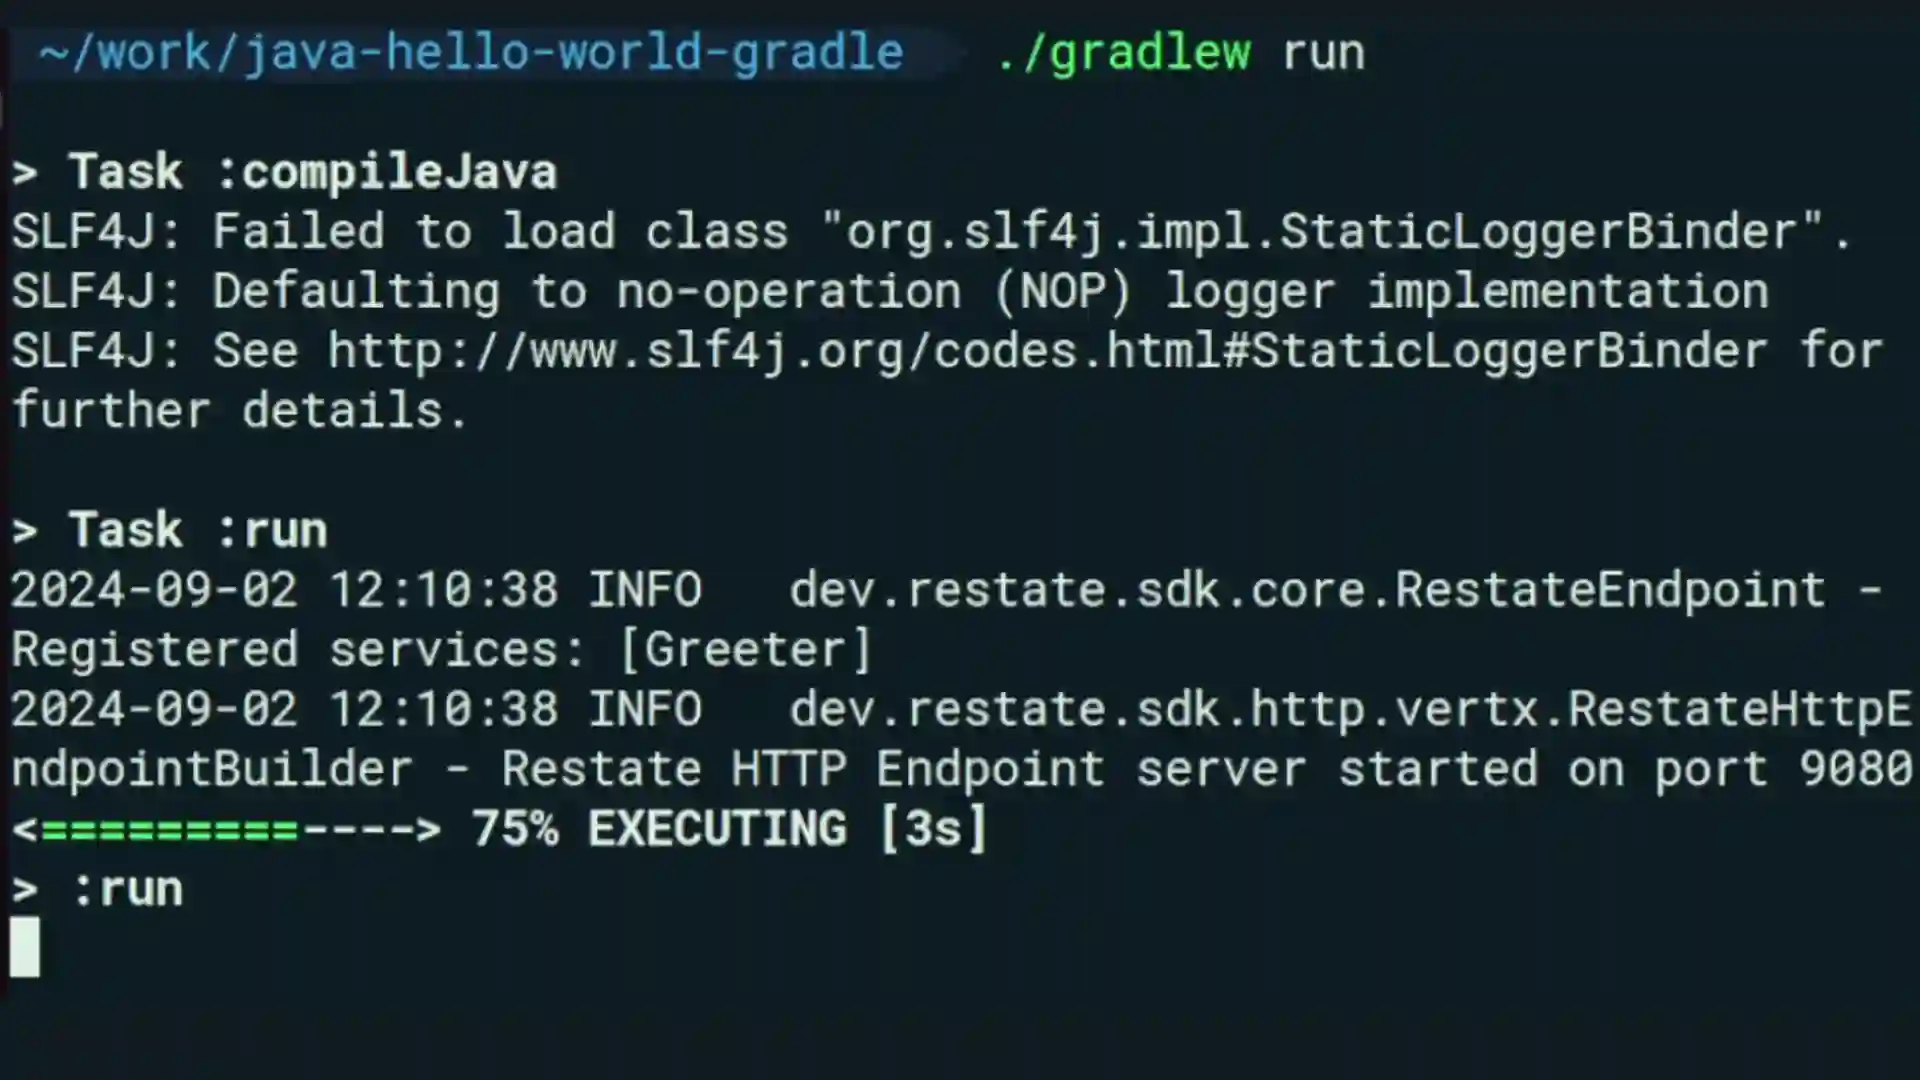 ~/work/java-hello-world-gradle ./gradlew run
> Task :compileJava
SLF4J: Failed to load class "org.slf4j.impl.StaticLoggerBinder".
SLF4J: Defaulting to no-operation (NOP) logger implementation
SLF4J: See http://www.slf4j.org/codes.html#StaticLoggerBinder for
further details.
> Task :run
2024-09-02 12:10:38 INFO   dev.restate.sdk.core.RestateEndpoint -
Registered services: [Greeter]
2024-09-02 12:10:38 INFO   dev.restate.sdk.http.vertx.RestateHttpE
ndpointBuilder - Restate HTTP Endpoint server started on port 9080
<=========----> 75% EXECUTING [3s]
> :run